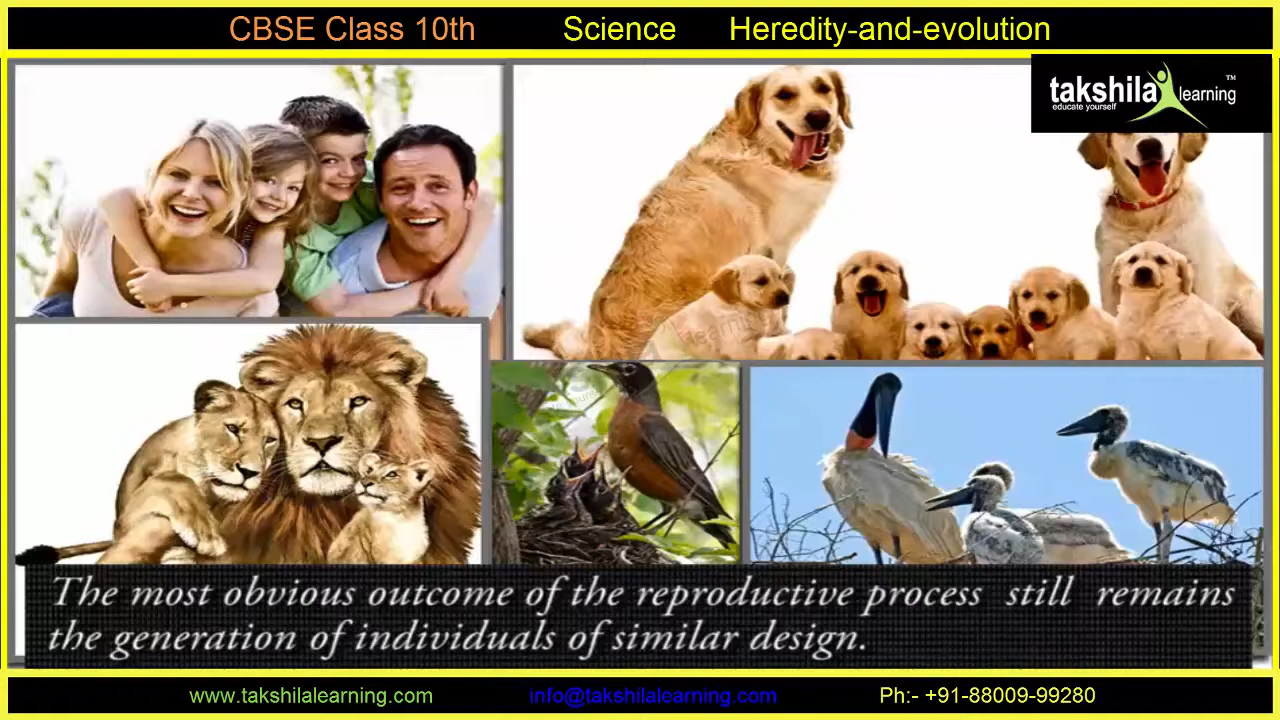 CBSE Class 10th Science Heredity-and-evolution
takshila learning TM
educate yourself
The most obvious outcome of the reproductive process still remains
the generation of individuals of similar design.
www.takshilalearning.com info@takshilalearning.com Ph:- +91-88009-99280